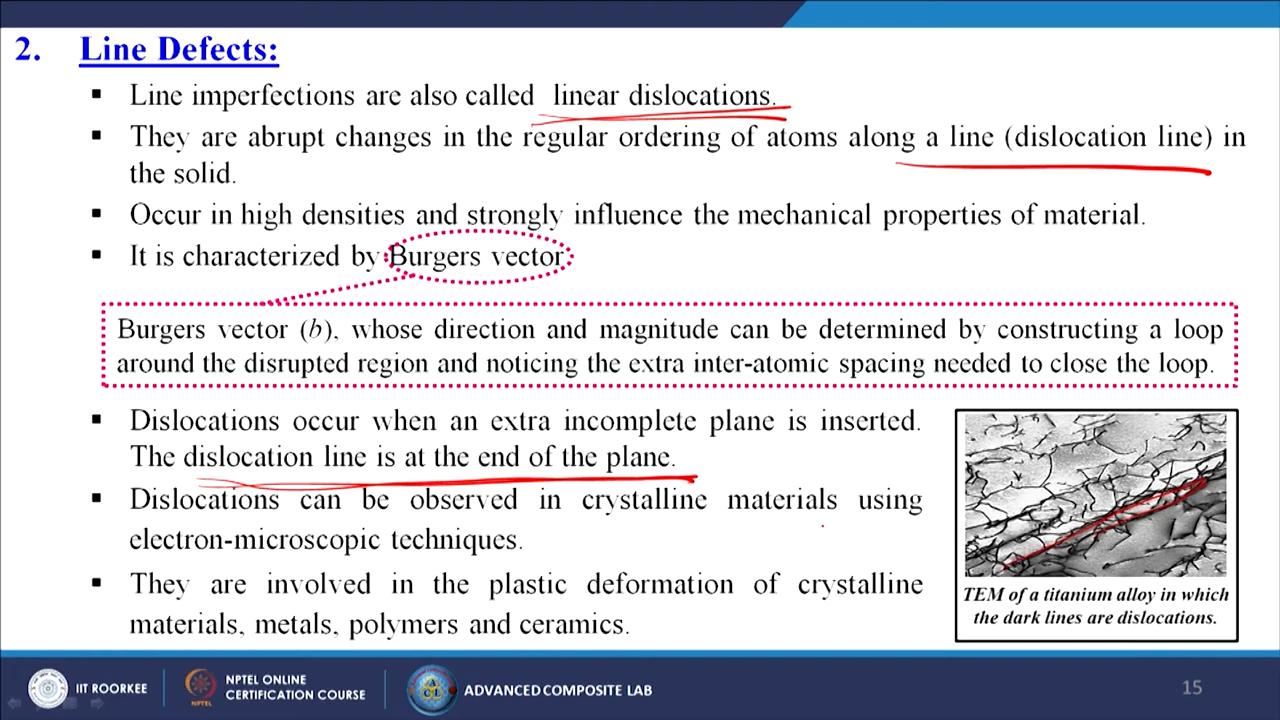 2. Line Defects:
▪ Line imperfections are also called linear dislocations.
▪ They are abrupt changes in the regular ordering of atoms along a line (dislocation line) in
the solid.
▪ Occur in high densities and strongly influence the mechanical properties of material.
▪ It is characterized by Burgers vector.
Burgers vector (b), whose direction and magnitude can be determined by constructing a loop
around the disrupted region and noticing the extra inter-atomic spacing needed to close the loop.
▪ Dislocations occur when an extra incomplete plane is inserted.
The dislocation line is at the end of the plane.
▪ Dislocations can be observed in crystalline materials using
electron-microscopic techniques.
▪ They are involved in the plastic deformation of crystalline
materials, metals, polymers and ceramics.
TEM of a titanium alloy in which
the dark lines are dislocations.
IIT ROORKEE
NPTEL
NPTEL ONLINE
CERTIFICATION COURSE
ACL
ADVANCED COMPOSITE LAB
15